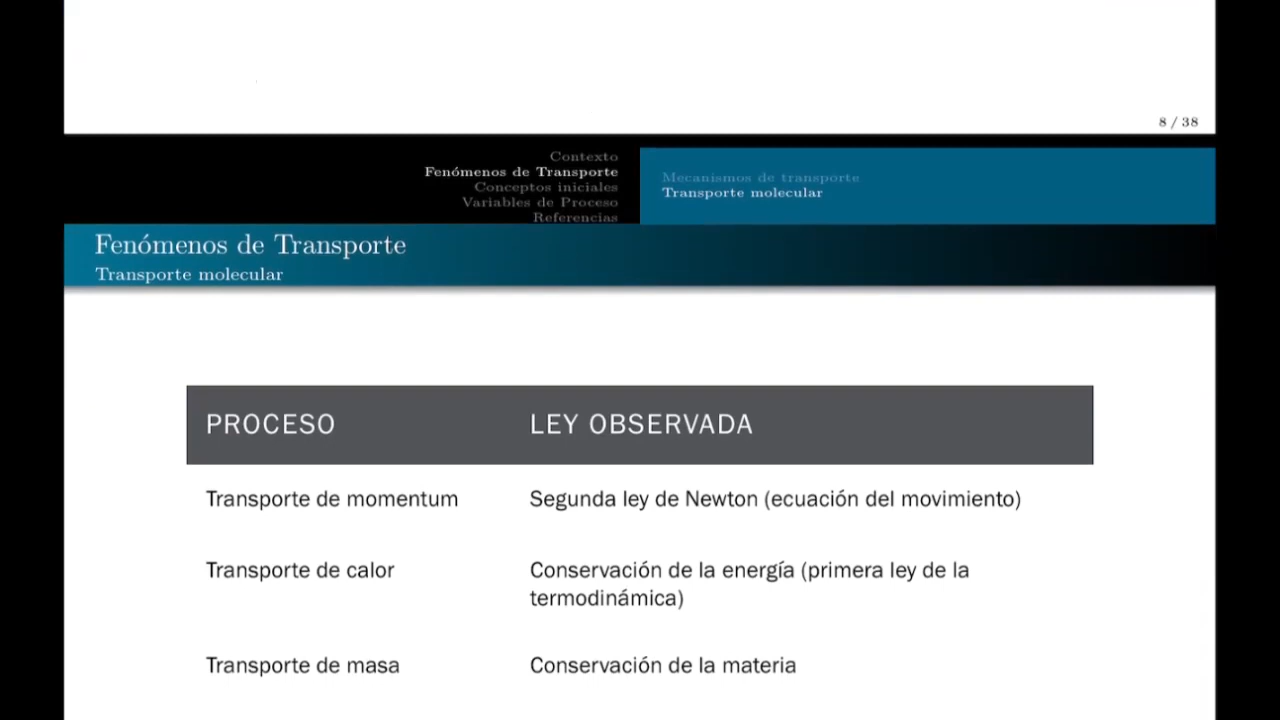 8 / 38
Contexto
Fenómenos de Transporte
Conceptos iniciales
Variables de Proceso
Referencias
Mecanismos de transporte
Transporte molecular
Fenómenos de Transporte
Transporte molecular
PROCESO LEY OBSERVADA
Transporte de momentum Segunda ley de Newton (ecuación del movimiento)
Transporte de calor Conservación de la energía (primera ley de la
termodinámica)
Transporte de masa Conservación de la materia